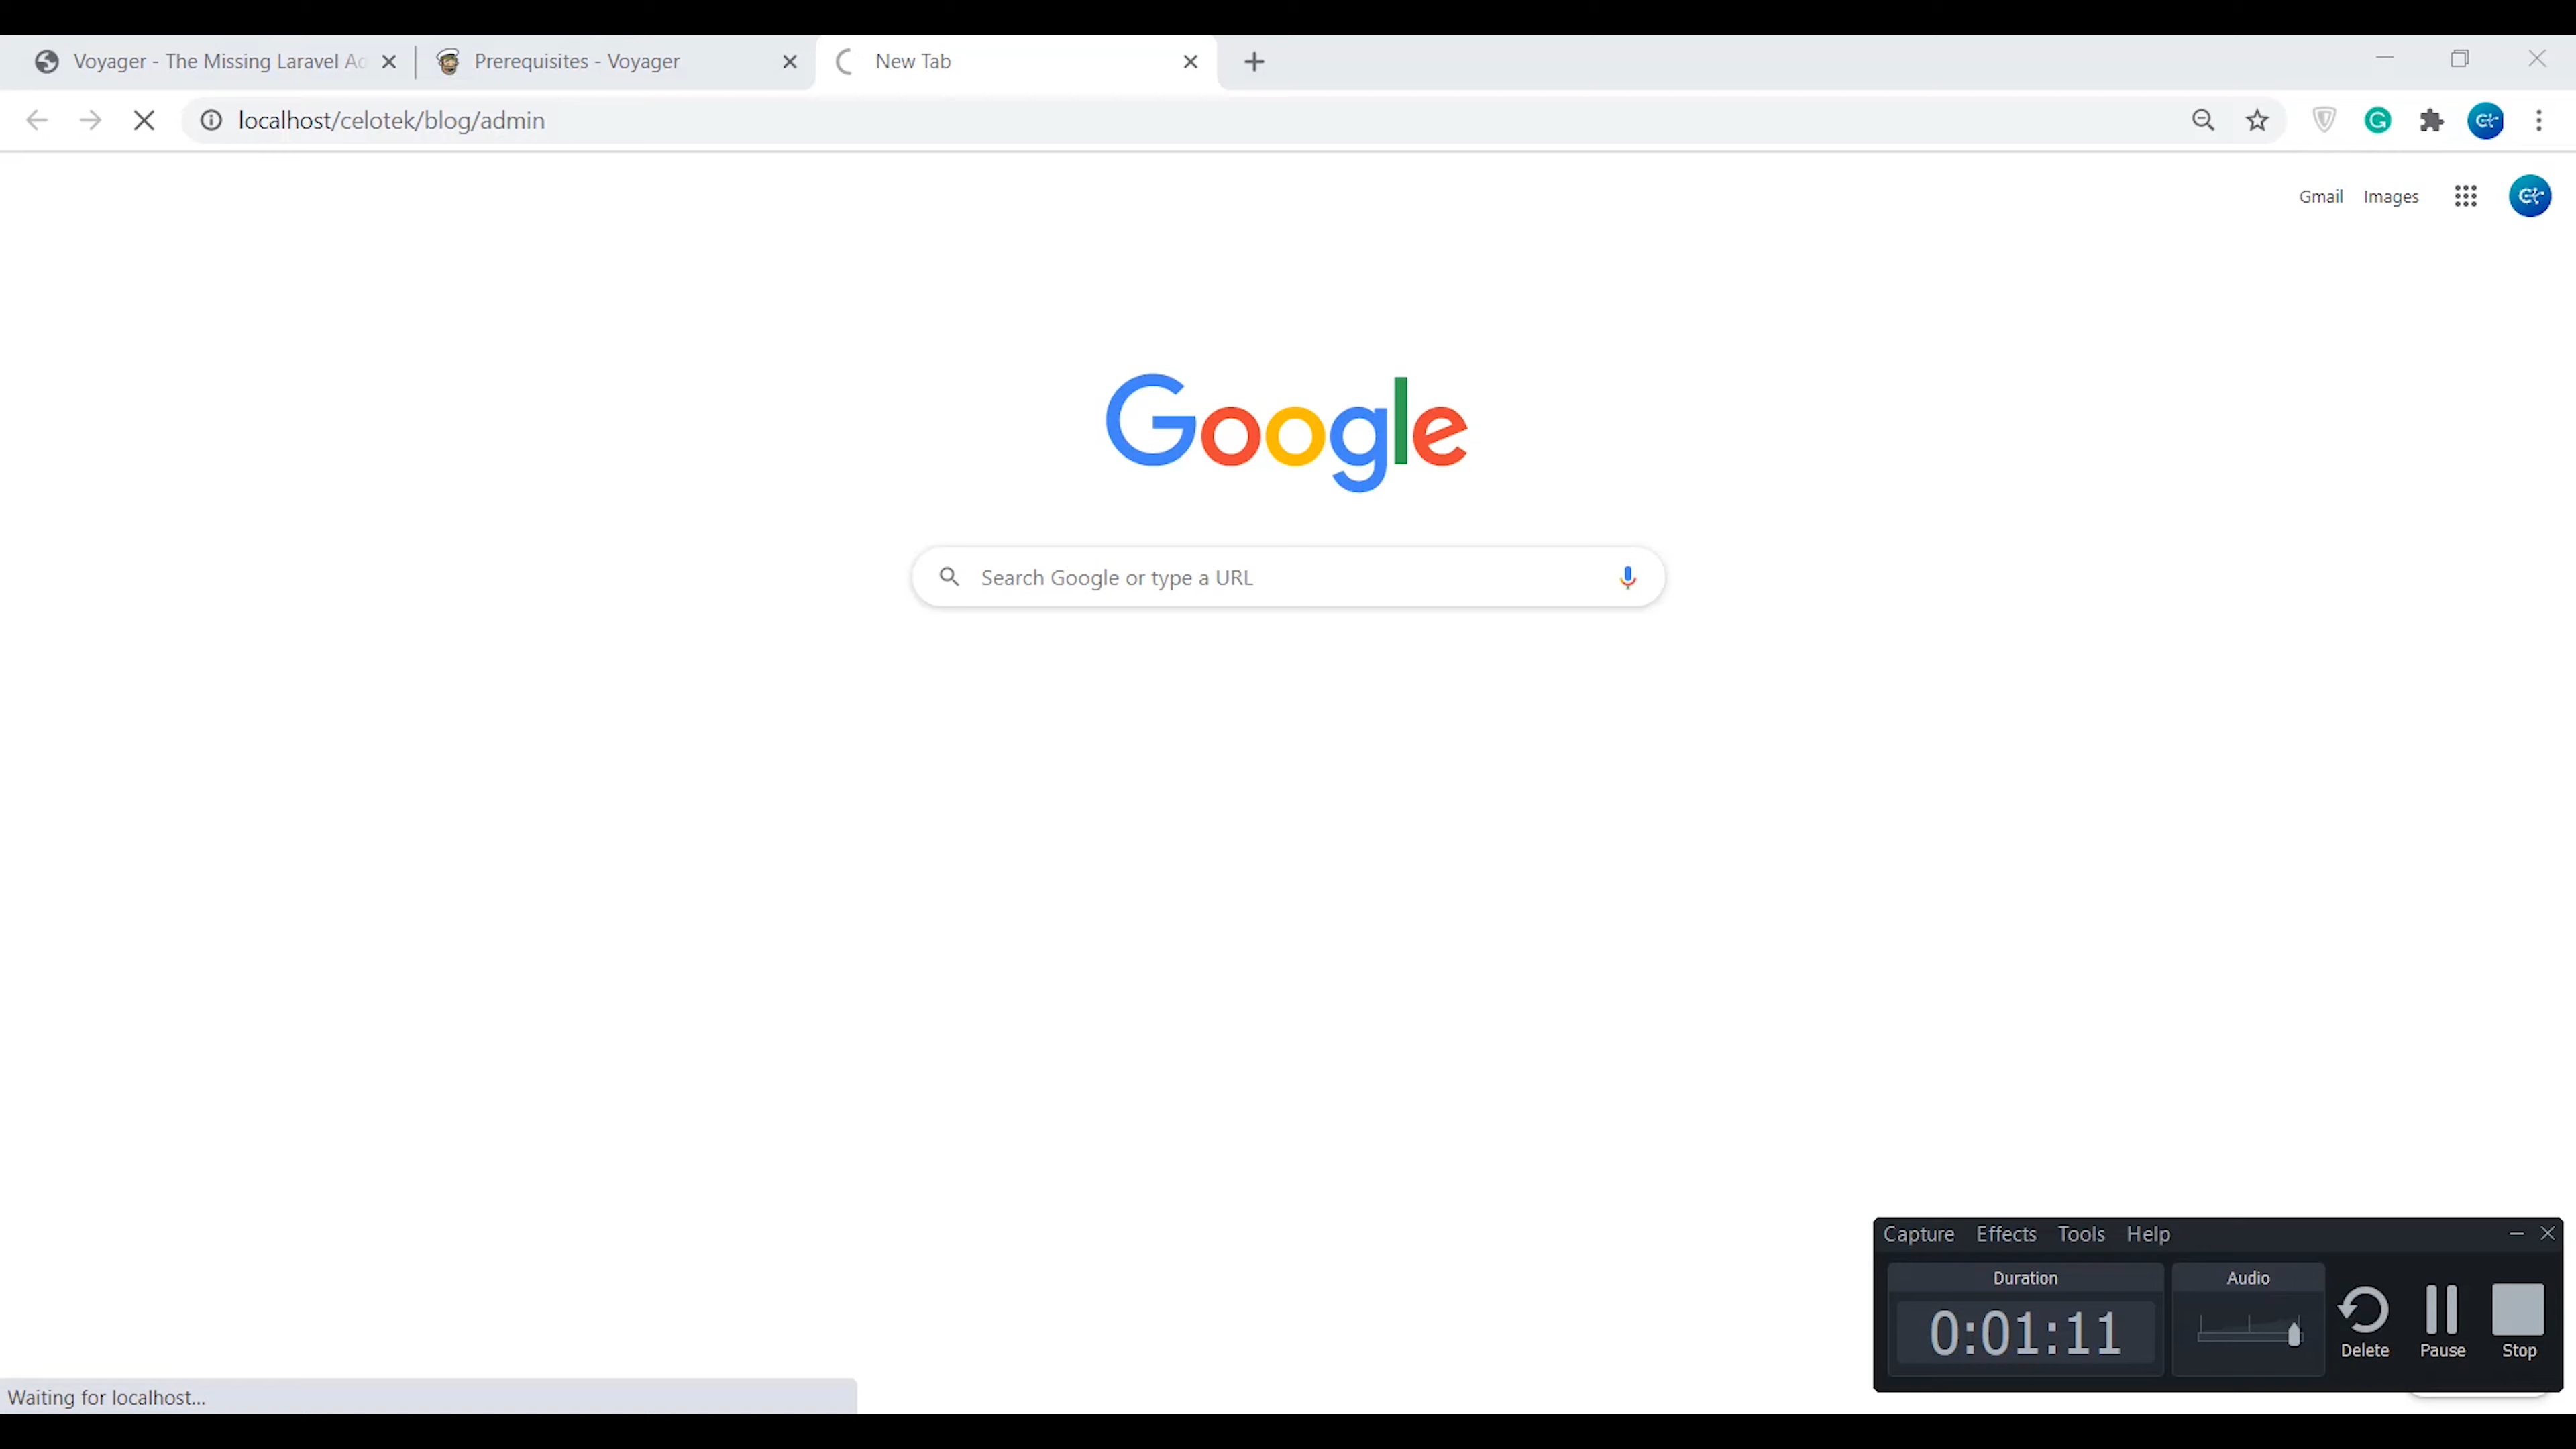 Voyager - The Missing Laravel Ad
Prerequisites - Voyager
New Tab
localhost/celotek/blog/admin
Gmail
Images
Google
Search Google or type a URL
Capture Effects Tools Help
Duration
Audio
0:01:11
Delete
Pause
Stop
Waiting for localhost...